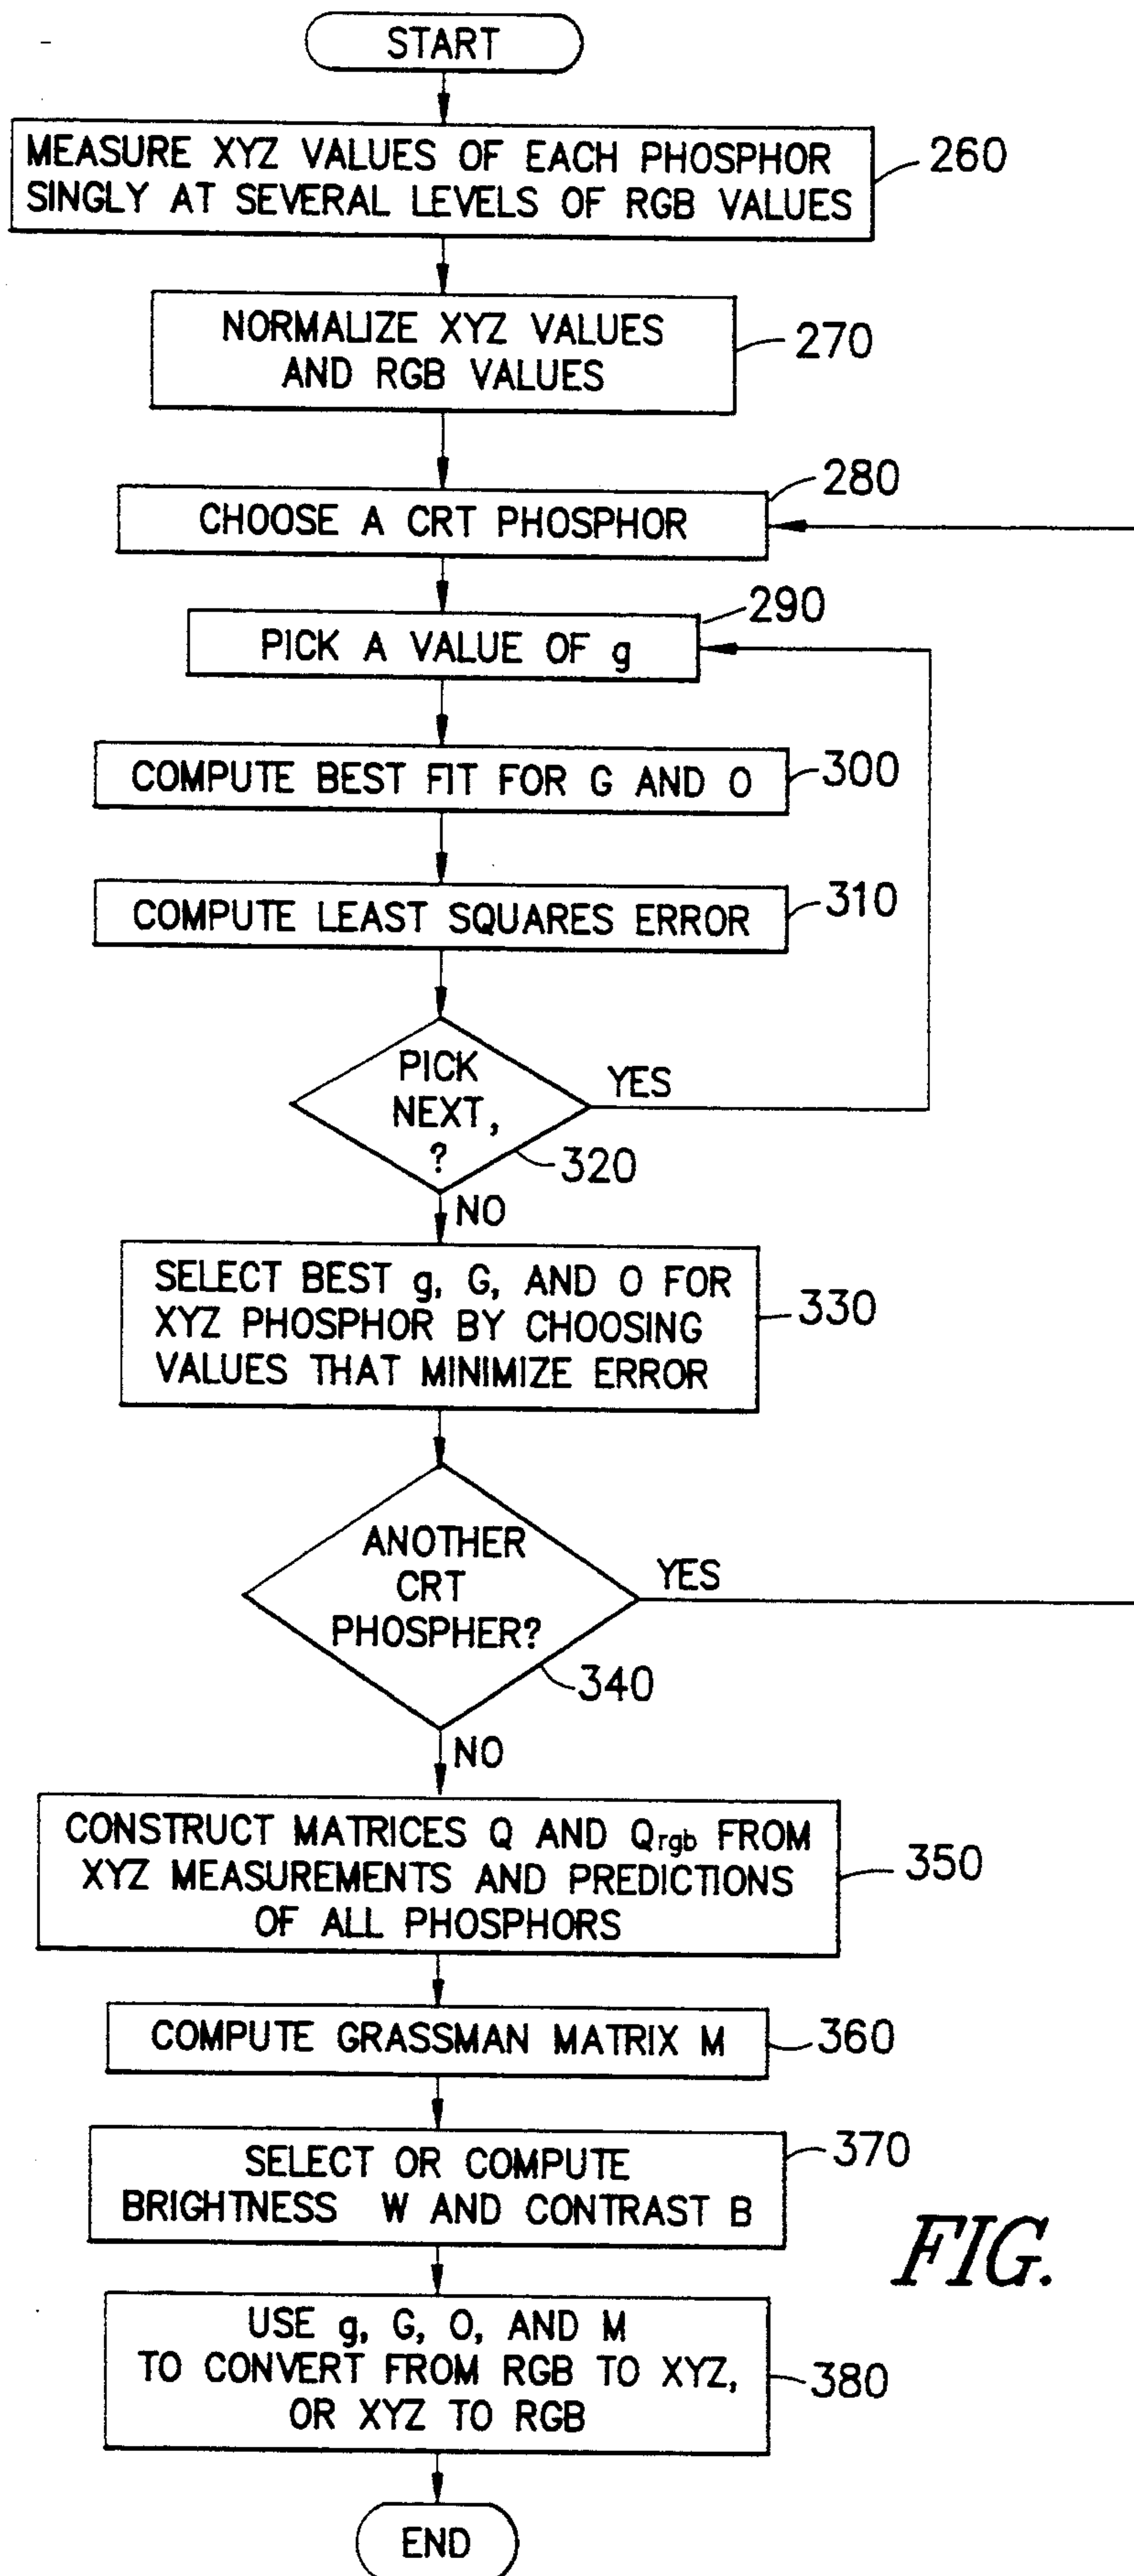 START
MEASURE XYZ VALUES OF EACH PHOSPHOR
SINGLY AT SEVERAL LEVELS OF RGB VALUES
260
NORMALIZE XYZ VALUES
AND RGB VALUES
270
CHOOSE A CRT PHOSPHOR
280
PICK A VALUE OF g
290
COMPUTE BEST FIT FOR G AND O
300
COMPUTE LEAST SQUARES ERROR
310
PICK
NEXT,
?
YES
320
NO
SELECT BEST g, G, AND O FOR
XYZ PHOSPHOR BY CHOOSING
VALUES THAT MINIMIZE ERROR
330
ANOTHER
CRT
PHOSPHER?
YES
340
NO
CONSTRUCT MATRICES Q AND Qrgb FROM
XYZ MEASUREMENTS AND PREDICTIONS
OF ALL PHOSPHORS
350
COMPUTE GRASSMAN MATRIX M
360
SELECT OR COMPUTE
BRIGHTNESS W AND CONTRAST B
370
FIG.
USE g, G, O, AND M
TO CONVERT FROM RGB TO XYZ,
OR XYZ TO RGB
380
END